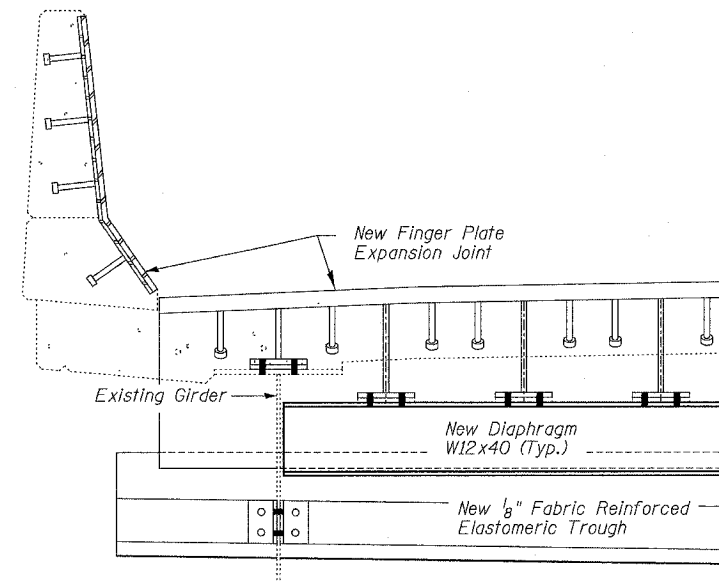 New Finger Plate
Expansion Joint
Existing Girder
New Diaphragm
W12x40 (Typ.)
New 1/8" Fabric Reinforced
Elastomeric Trough